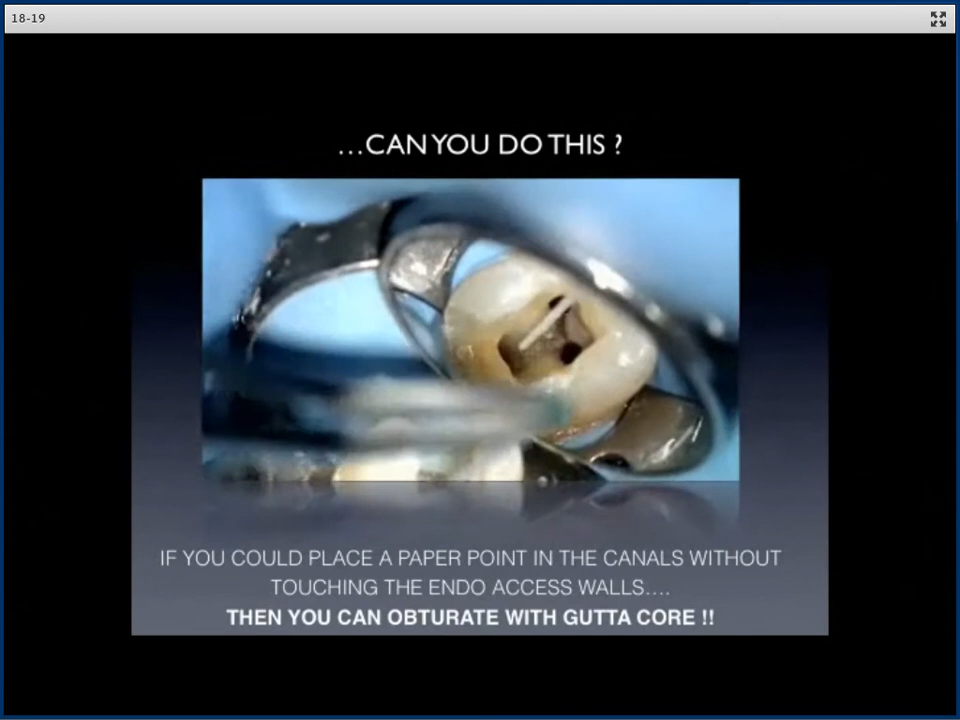 18-19
...CAN YOU DO THIS ?
IF YOU COULD PLACE A PAPER POINT IN THE CANALS WITHOUT
TOUCHING THE ENDO ACCESS WALLS....
THEN YOU CAN OBTURATE WITH GUTTA CORE !!